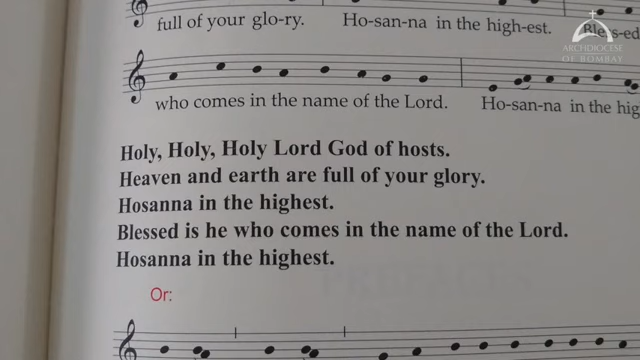 full of your glo-ry. Ho-san-na in the high-est. Bless-ed
who comes in the name of the Lord. Ho-san-na in the hig
Holy, Holy, Holy Lord God of hosts.
Heaven and earth are full of your glory.
Hosanna in the highest.
Blessed is he who comes in the name of the Lord.
Hosanna in the highest.
Or:
ARCHDIOCESE
OF BOMBAY